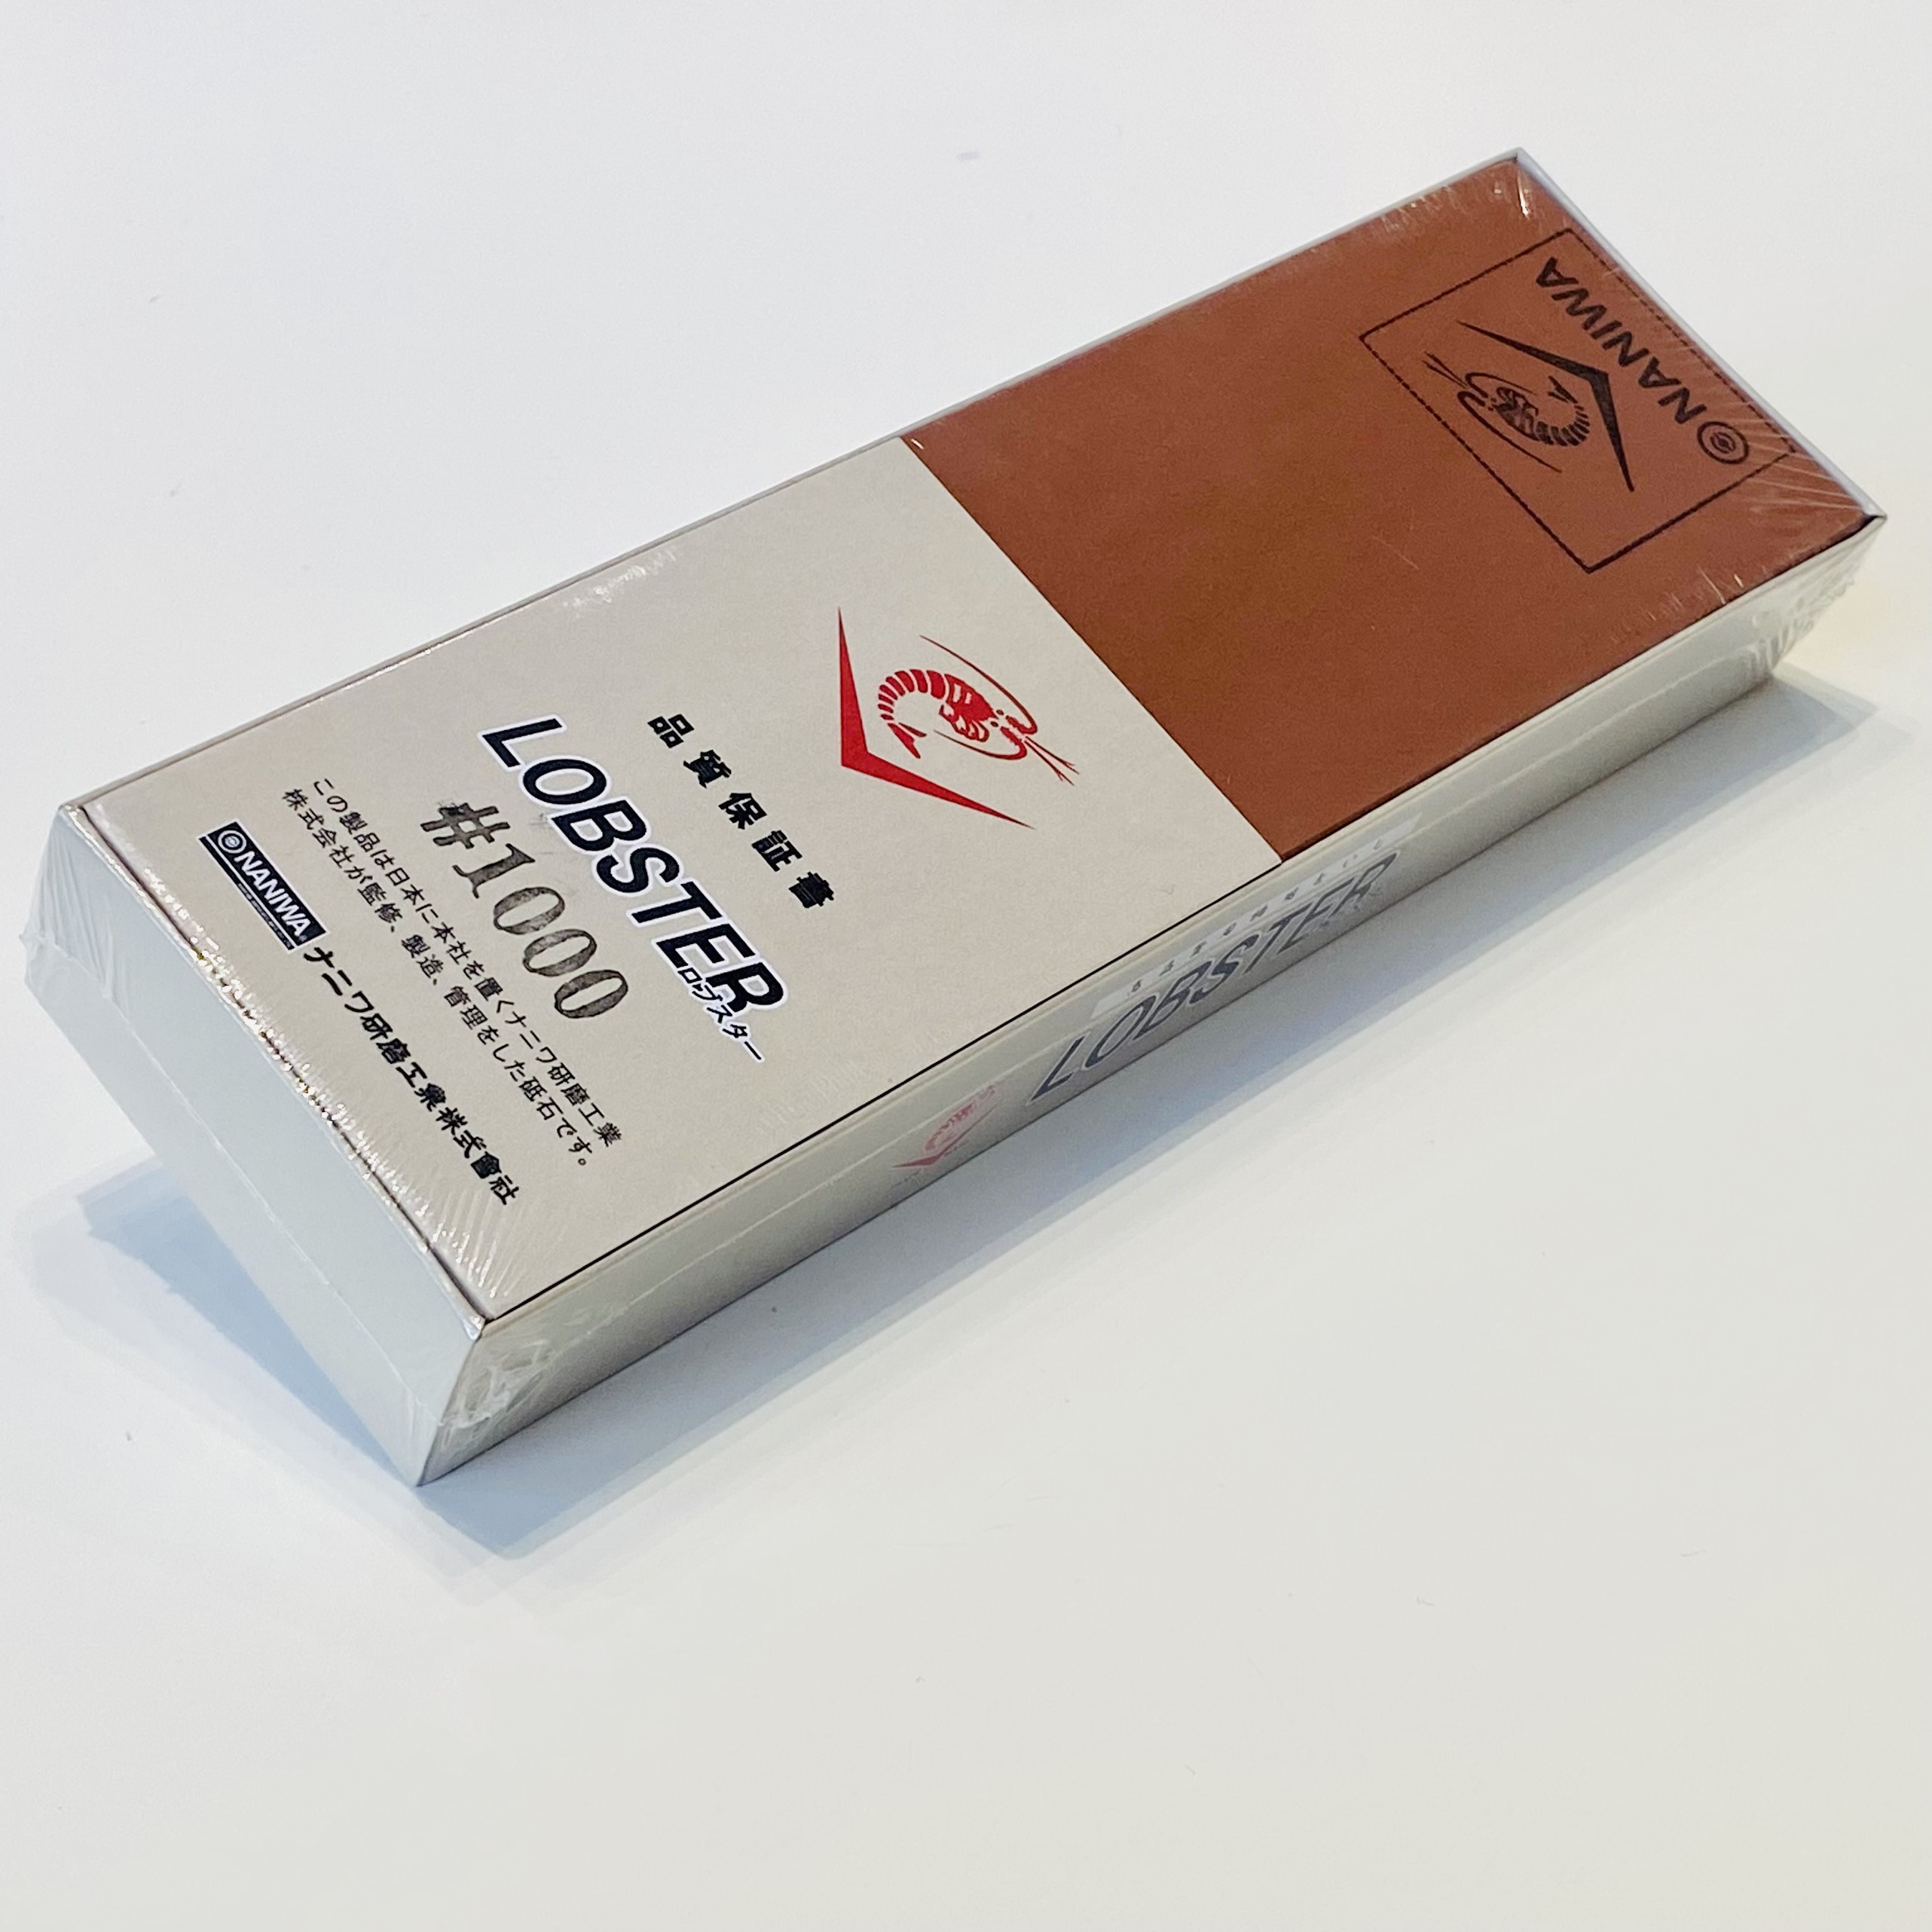 品質保証書
LOBSTER
ロブスター
#1000
この製品は日本に本社を置くナニワ研磨工業
株式会社が監修、製造、管理をした砥石です。
NANIWA ナニワ研磨工業株式會社
NANIWA
LOBSTER